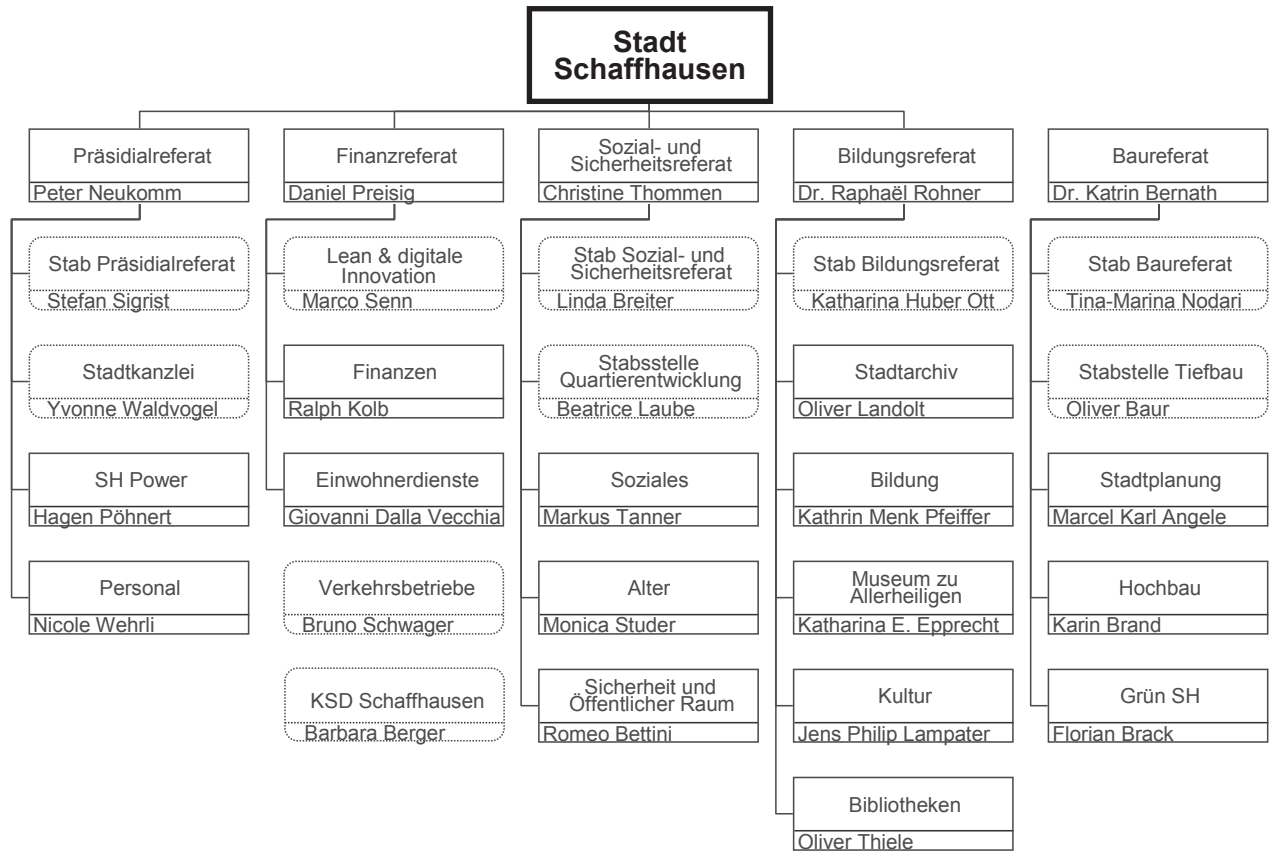 Stadt
Schaffhausen
Präsidialreferat
Peter Neukomm
Finanzreferat
Daniel Preisig
Sozial- und
Sicherheitsreferat
Christine Thommen
Bildungsreferat
Dr. Raphaël Rohner
Baureferat
Dr. Katrin Bernath
Stab Präsidialreferat
Stefan Sigrist
Lean & digitale
Innovation
Marco Senn
Stab Sozial- und
Sicherheitsreferat
Linda Breiter
Stab Bildungsreferat
Katharina Huber Ott
Stab Baureferat
Tina-Marina Nodari
Stadtkanzlei
Yvonne Waldvogel
Finanzen
Ralph Kolb
Stabsstelle
Quartierentwicklung
Beatrice Laube
Stadtarchiv
Oliver Landolt
Stabstelle Tiefbau
Oliver Baur
SH Power
Hagen Pöhnert
Einwohnerdienste
Giovanni Dalla Vecchia
Soziales
Markus Tanner
Bildung
Kathrin Menk Pfeiffer
Stadtplanung
Marcel Karl Angele
Personal
Nicole Wehrli
Verkehrsbetriebe
Bruno Schwager
Alter
Monica Studer
Museum zu
Allerheiligen
Katharina E. Epprecht
Hochbau
Karin Brand
KSD Schaffhausen
Barbara Berger
Sicherheit und
Öffentlicher Raum
Romeo Bettini
Kultur
Jens Philip Lampater
Grün SH
Florian Brack
Bibliotheken
Oliver Thiele